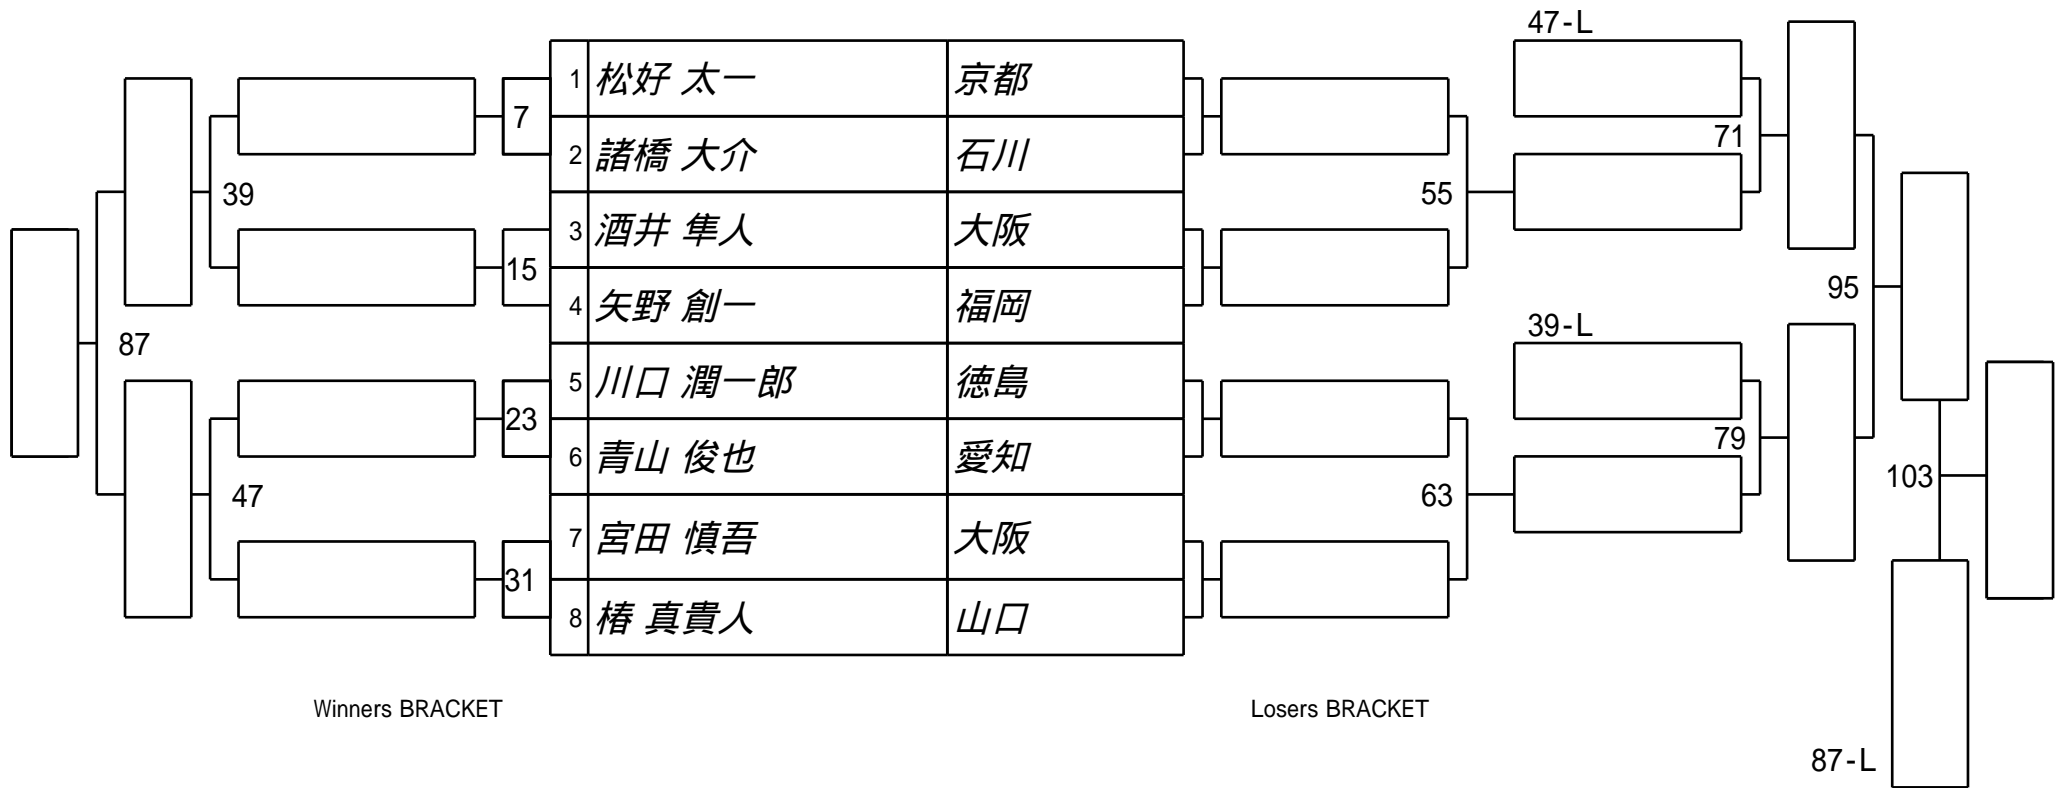 47-L
1 松好 太一 京都
7
71
2 諸橋 大介 石川
39
55
3 酒井 隼人 大阪
15
95
4 矢野 創一 福岡
39-L
87
5 川口 潤一郎 徳島
23
79
6 青山 俊也 愛知
103
47
63
7 宮田 慎吾 大阪
31
8 椿 真貴人 山口
Winners BRACKET
Losers BRACKET
87-L